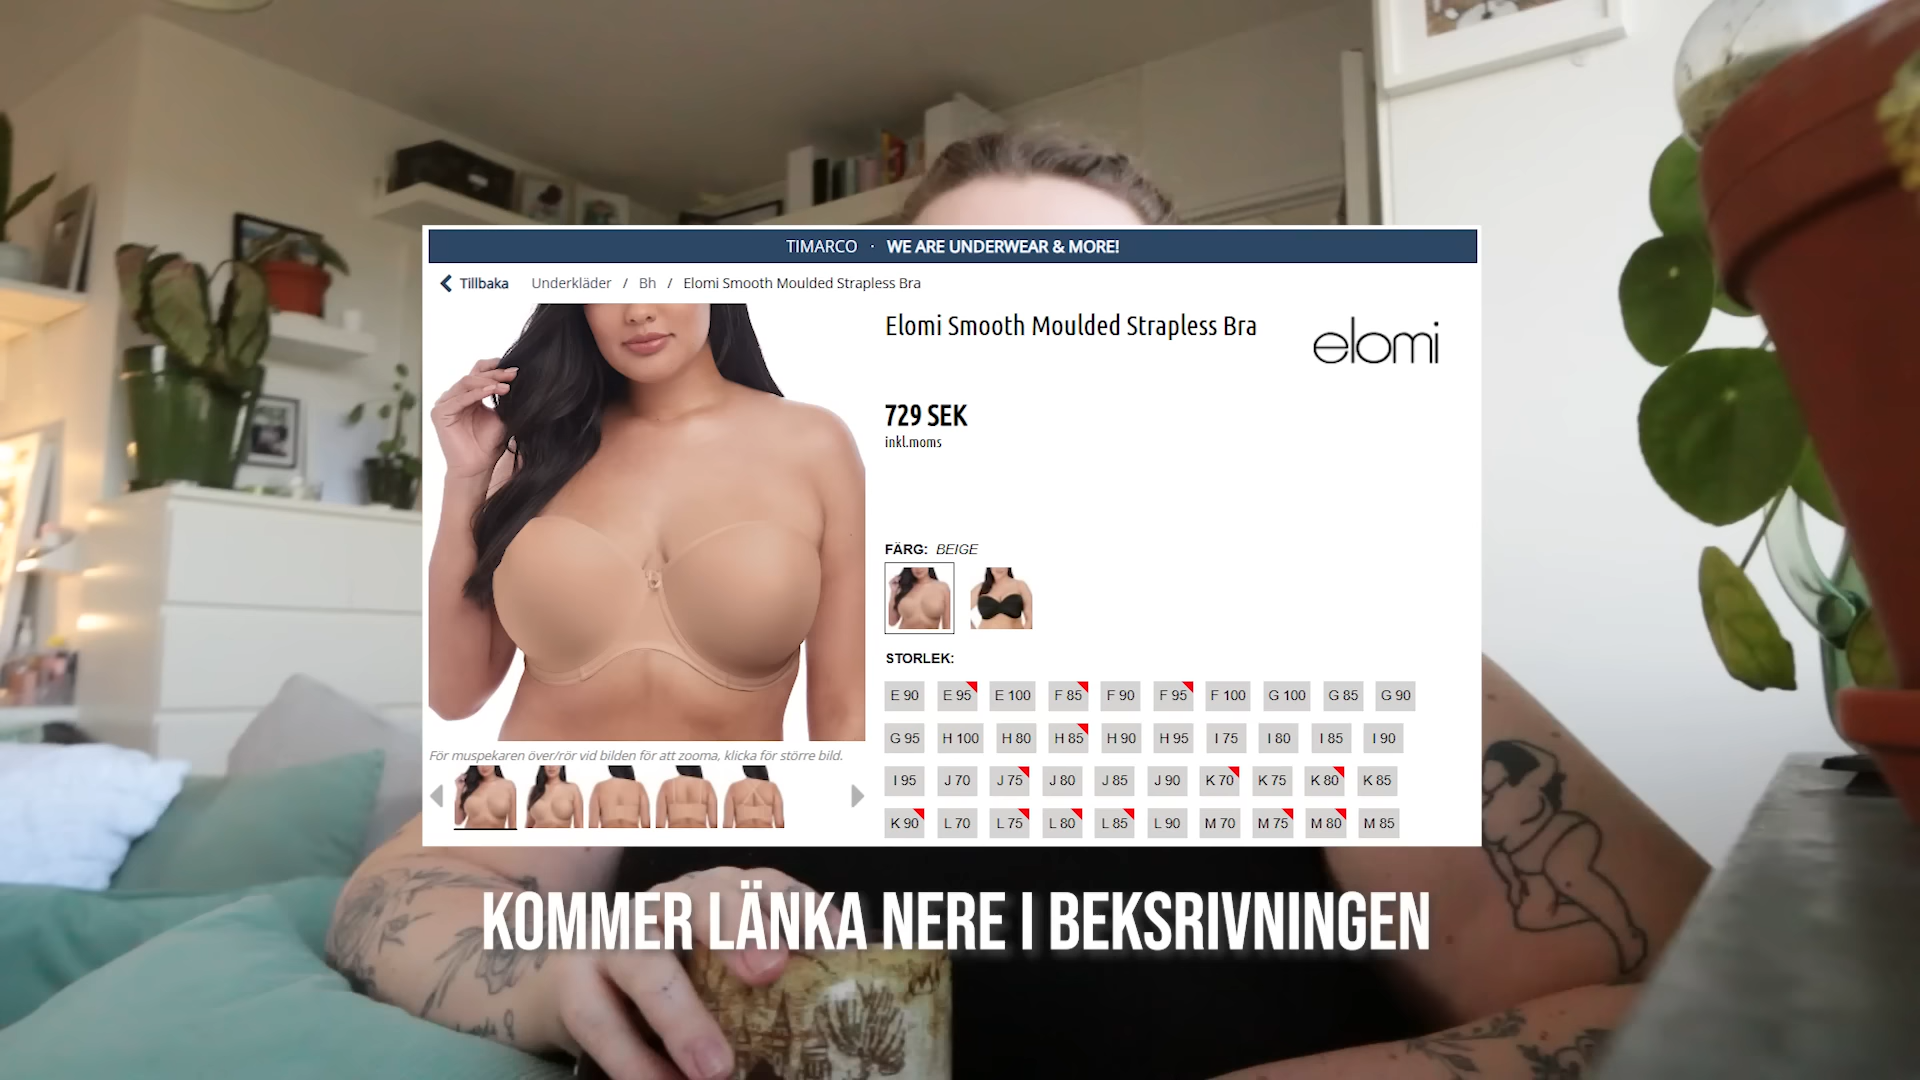 TIMARCO · WE ARE UNDERWEAR & MORE!
Tillbaka Underkläder / Bh / Elomi Smooth Moulded Strapless Bra
Elomi Smooth Moulded Strapless Bra
elomi
729 SEK
inkl.moms
FÄRG: BEIGE
STORLEK:
E 90 E 95 E 100 F 85 F 90 F 95 F 100 G 100 G 85 G 90
G 95 H 100 H 80 H 85 H 90 H 95 I 75 I 80 I 85 I 90
För muspekaren över/rör vid bilden för att zooma, klicka för större bild.
I 95 J 70 J 75 J 80 J 85 J 90 K 70 K 75 K 80 K 85
K 90 L 70 L 75 L 80 L 85 L 90 M 70 M 75 M 80 M 85
KOMMER LÄNKA NERE I BEKSRIVNINGEN